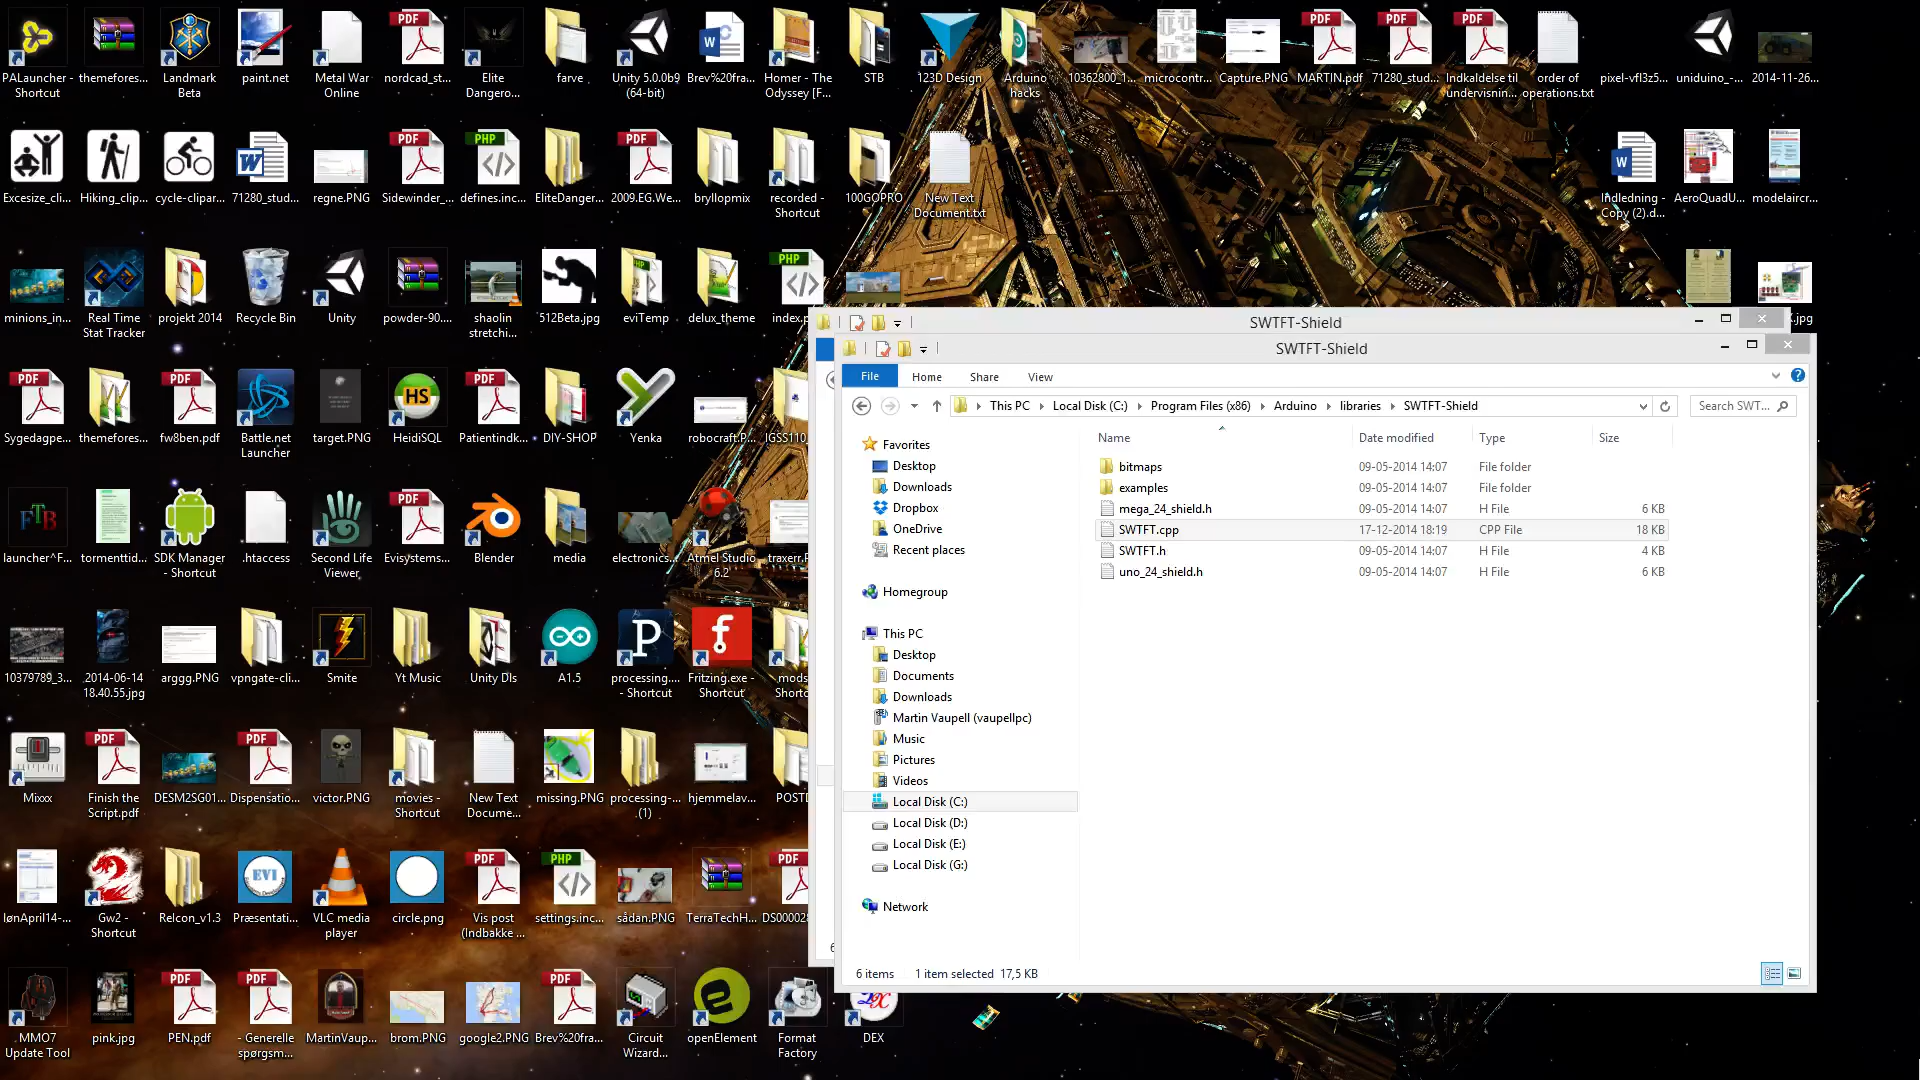 PALauncher - Shortcut
themefores...
Landmark Beta
paint.net
Metal War Online
nordcad_st...
Elite Dangero...
farve
Unity 5.0.0b9 (64-bit)
Brev%20fra...
Homer - The Odyssey [F...
STB
123D Design
Arduino hacks
10362800_1...
microcontr...
Capture.PNG
MARTIN.pdf
71280_stud...
Indkaldelse til undervisnin...
order of operations.txt
pixel-vfl3z5...
uniduino_-...
2014-11-26...
Excesize_cli...
Hiking_clip...
cycle-clipar...
71280_stud...
regne.PNG
Sidewinder_...
defines.inc...
EliteDanger...
2009.EG.We...
bryllopmix
recorded - Shortcut
100GOPRO
New Text Document.txt
Indledning - Copy (2).d...
AeroQuadU...
modelaircr...
minions_in...
Real Time Stat Tracker
projekt 2014
Recycle Bin
Unity
powder-90....
shaolin stretchi...
512Beta.jpg
eviTemp
delux_theme
index.p
.jpg
SWTFT-Shield
SWTFT-Shield
File
Home
Share
View
This PC
Local Disk (C:)
Program Files (x86)
Arduino
libraries
SWTFT-Shield
Search SWT...
Name
Date modified
Type
Size
bitmaps 09-05-2014 14:07 File folder
examples 09-05-2014 14:07 File folder
mega_24_shield.h 09-05-2014 14:07 H File 6 KB
SWTFT.cpp 17-12-2014 18:19 CPP File 18 KB
SWTFT.h 09-05-2014 14:07 H File 4 KB
uno_24_shield.h 09-05-2014 14:07 H File 6 KB
Favorites
Desktop
Downloads
Dropbox
OneDrive
Recent places
Homegroup
This PC
Desktop
Documents
Downloads
Martin Vaupell (vaupellpc)
Music
Pictures
Videos
Local Disk (C:)
Local Disk (D:)
Local Disk (E:)
Local Disk (G:)
Network
6 items
1 item selected 17,5 KB
Sygedagpe...
themefores...
fw8ben.pdf
Battle.net Launcher
target.PNG
HeidiSQL
Patientindk...
DIY-SHOP
Yenka
robocraft.P...
IGSS110_
launcher^F...
tormenttid...
SDK Manager - Shortcut
.htaccess
Second Life Viewer
Evisystems...
Blender
media
electronics...
Atmel Studio 6.2
traxerr.P
10379789_3...
2014-06-14 18.40.55.jpg
arggg.PNG
vpngate-cli...
Smite
Yt Music
Unity Dls
A1.5
processing.... - Shortcut
Fritzing.exe - Shortcut
mods
Shortc
Mixxx
Finish the Script.pdf
DESM2SG01...
Dispensatio...
victor.PNG
movies - Shortcut
New Text Docume...
missing.PNG
processing-... (1)
hjemmelav...
POSTD
lønApril14-...
Gw2 - Shortcut
Relcon_v1.3
Præsentati...
VLC media player
circle.png
Vis post (Indbakke ...
settings.inc...
sådan.PNG
TerraTechH...
DS000028
MMO7 Update Tool
pink.jpg
PEN.pdf
- Generelle spørgsm...
MartinVaup...
brom.PNG
google2.PNG
Brev%20fra...
Circuit Wizard...
openElement
Format Factory
DEX